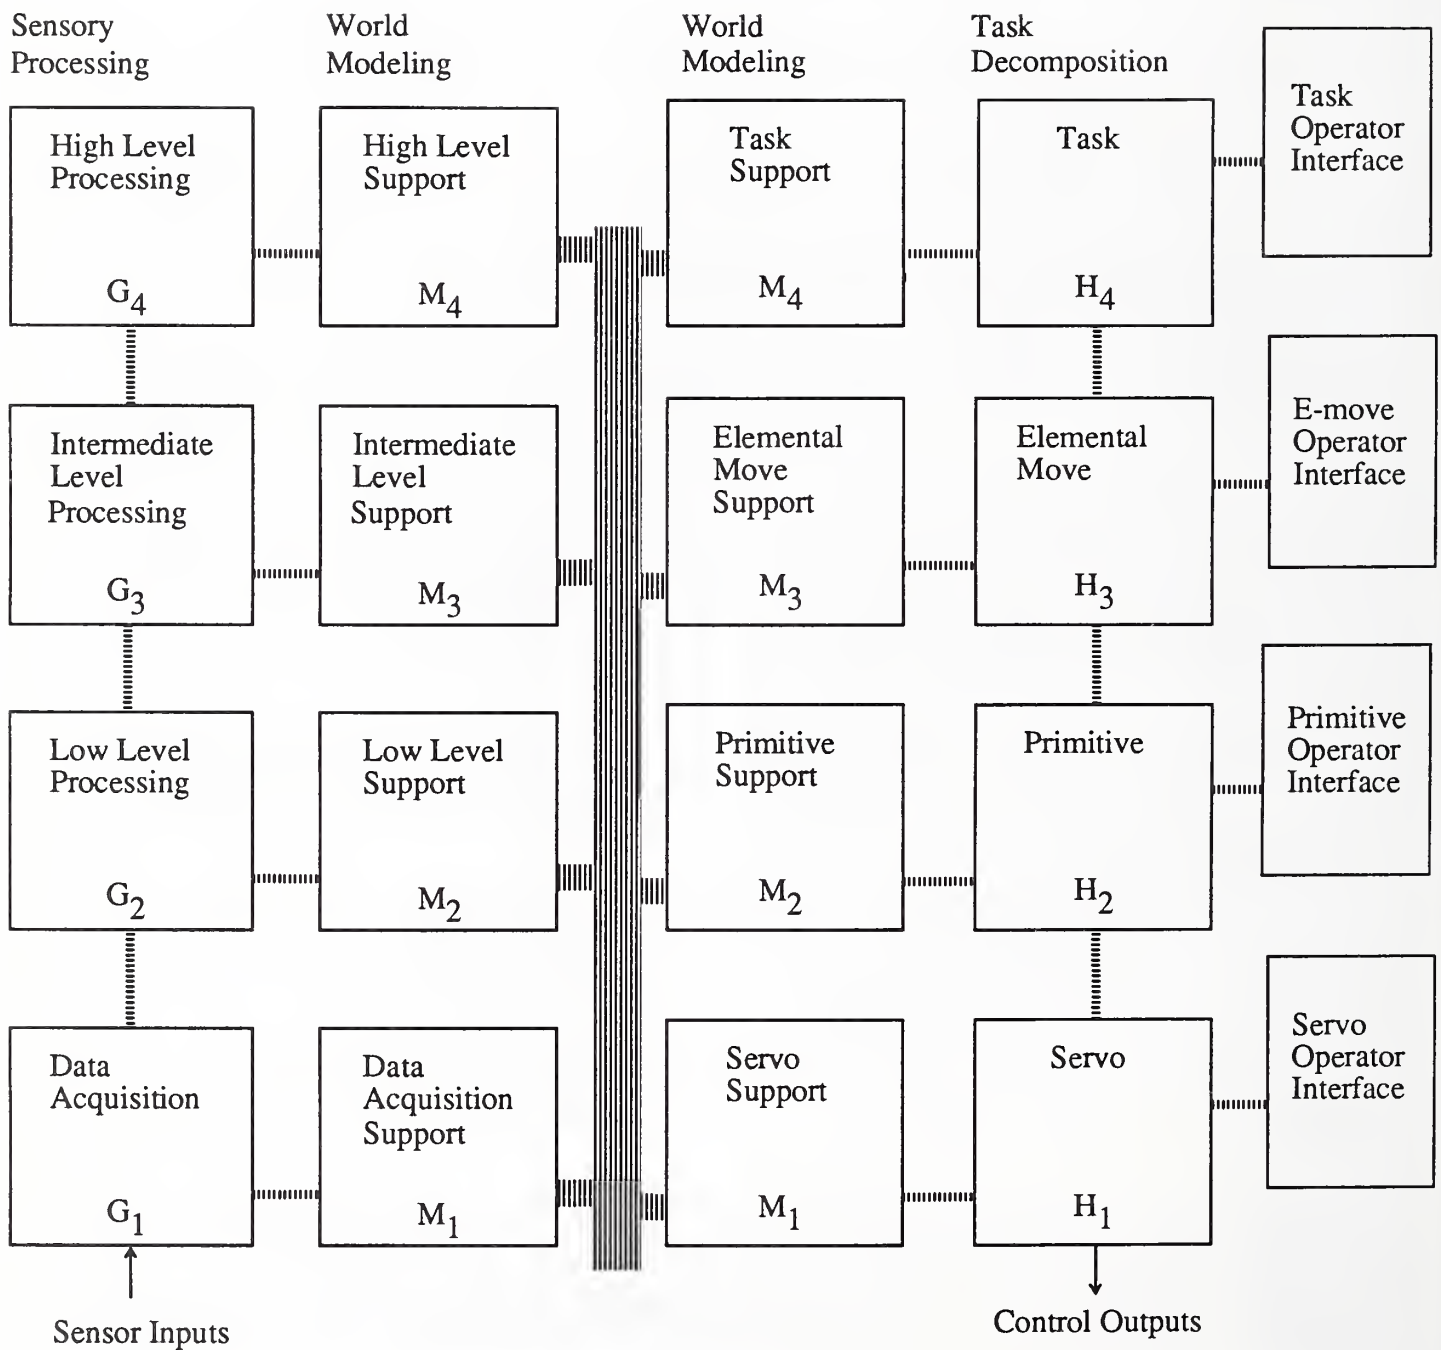 Sensory
Processing
World
Modeling
World
Modeling
Task
Decomposition
High Level
Processing
G4
High Level
Support
M4
Task
Support
M4
Task
H4
Task
Operator
Interface
Intermediate
Level
Processing
G3
Intermediate
Level
Support
M3
Elemental
Move
Support
M3
Elemental
Move
H3
E-move
Operator
Interface
Low Level
Processing
G2
Low Level
Support
M2
Primitive
Support
M2
Primitive
H2
Primitive
Operator
Interface
Data
Acquisition
G1
Data
Acquisition
Support
M1
Servo
Support
M1
Servo
H1
Servo
Operator
Interface
Sensor Inputs
Control Outputs